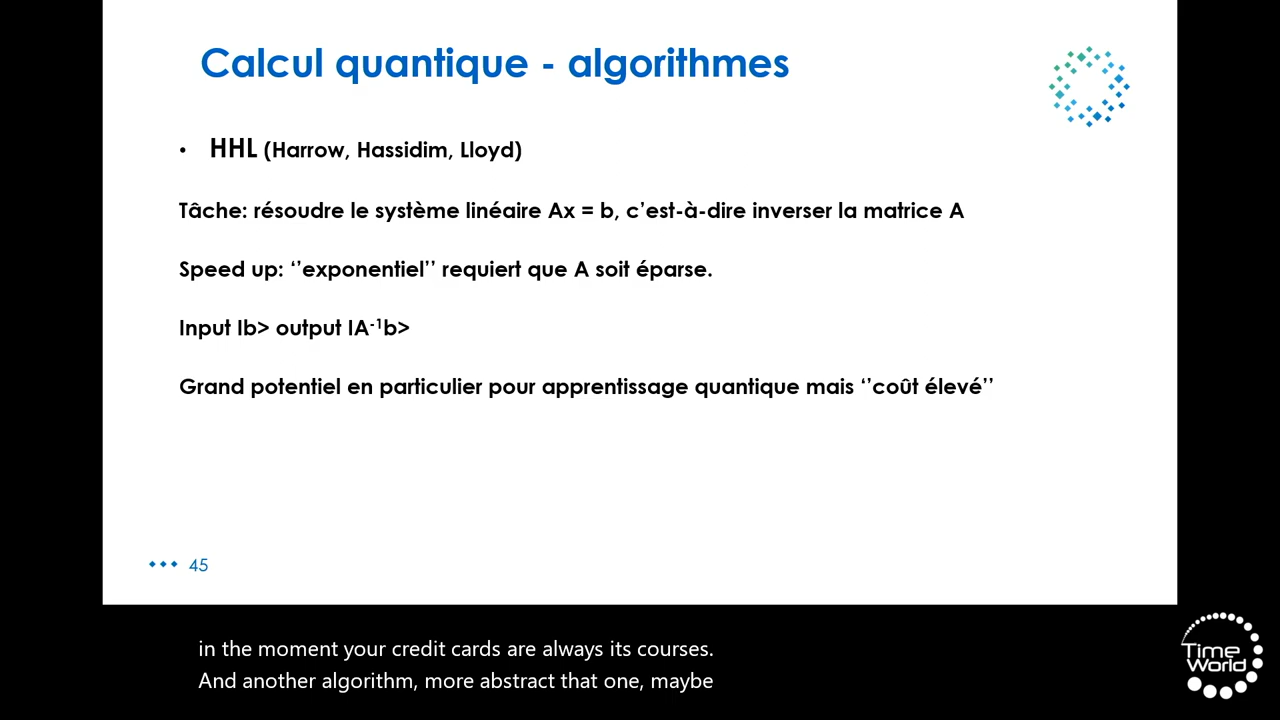 Calcul quantique - algorithmes
• HHL (Harrow, Hassidim, Lloyd)
Tâche: résoudre le système linéaire Ax = b, c’est-à-dire inverser la matrice A
Speed up: ‘’exponentiel’’ requiert que A soit éparse.
Input Ib> output IA⁻¹b>
Grand potentiel en particulier pour apprentissage quantique mais ‘’coût élevé’’
45
in the moment your credit cards are always its courses.
And another algorithm, more abstract that one, maybe
Time
World